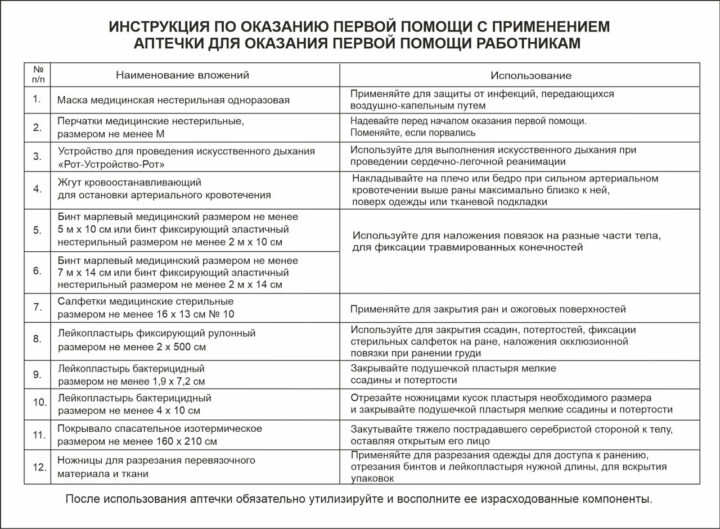 ИНСТРУКЦИЯ ПО ОКАЗАНИЮ ПЕРВОЙ ПОМОЩИ С ПРИМЕНЕНИЕМ
АПТЕЧКИ ДЛЯ ОКАЗАНИЯ ПЕРВОЙ ПОМОЩИ РАБОТНИКАМ
№
п/п
Наименование вложений
Использование
1.
Маска медицинская нестерильная одноразовая
Применяйте для защиты от инфекций, передающихся
воздушно-капельным путем
2.
Перчатки медицинские нестерильные,
размером не менее М
Надевайте перед началом оказания первой помощи.
Поменяйте, если порвались
3.
Устройство для проведения искусственного дыхания
«Рот-Устройство-Рот»
Используйте для выполнения искусственного дыхания при
проведении сердечно-легочной реанимации
4.
Жгут кровоостанавливающий
для остановки артериального кровотечения
Накладывайте на плечо или бедро при сильном артериальном
кровотечении выше раны максимально близко к ней,
поверх одежды или тканевой подкладки
5.
Бинт марлевый медицинский размером не менее
5 м х 10 см или бинт фиксирующий эластичный
нестерильный размером не менее 2 м х 10 см
Используйте для наложения повязок на разные части тела,
для фиксации травмированных конечностей
6.
Бинт марлевый медицинский размером не менее
7 м х 14 см или бинт фиксирующий эластичный
нестерильный размером не менее 2 м х 14 см
7.
Салфетки медицинские стерильные
размером не менее 16 х 13 см № 10
Применяйте для закрытия ран и ожоговых поверхностей
8.
Лейкопластырь фиксирующий рулонный
размером не менее 2 х 500 см
Используйте для закрытия ссадин, потертостей, фиксации
стерильных салфеток на ране, наложения окклюзионной
повязки при ранении груди
9.
Лейкопластырь бактерицидный
размером не менее 1,9 х 7,2 см
Закрывайте подушечкой пластыря мелкие
ссадины и потертости
10.
Лейкопластырь бактерицидный
размером не менее 4 х 10 см
Отрезайте ножницами кусок пластыря необходимого размера
и закрывайте подушечкой пластыря мелкие ссадины и потертости
11.
Покрывало спасательное изотермическое
размером не менее 160 х 210 см
Закутывайте тяжело пострадавшего серебристой стороной к телу,
оставляя открытым его лицо
12.
Ножницы для разрезания перевязочного
материала и ткани
Применяйте для разрезания одежды для доступа к ранению,
отрезания бинтов и лейкопластыря нужной длины, для вскрытия
упаковок
После использования аптечки обязательно утилизируйте и восполните ее израсходованные компоненты.